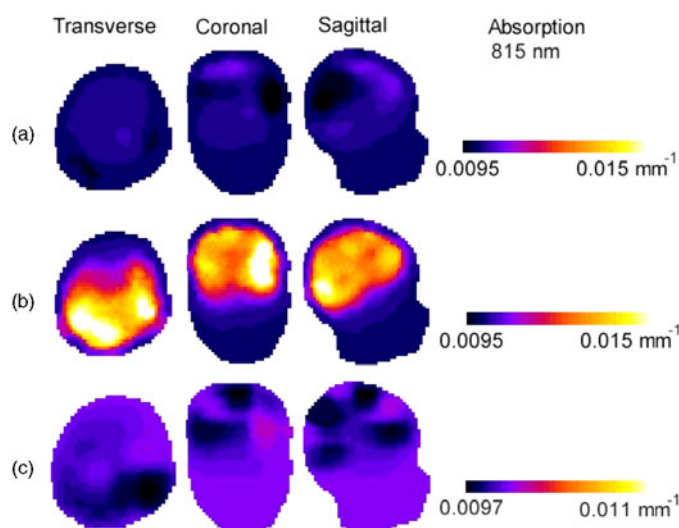 Transverse Coronal Sagittal Absorption
815 nm
(a)
0.0095 0.015 mm⁻¹
(b)
0.0095 0.015 mm⁻¹
(c)
0.0097 0.011 mm⁻¹